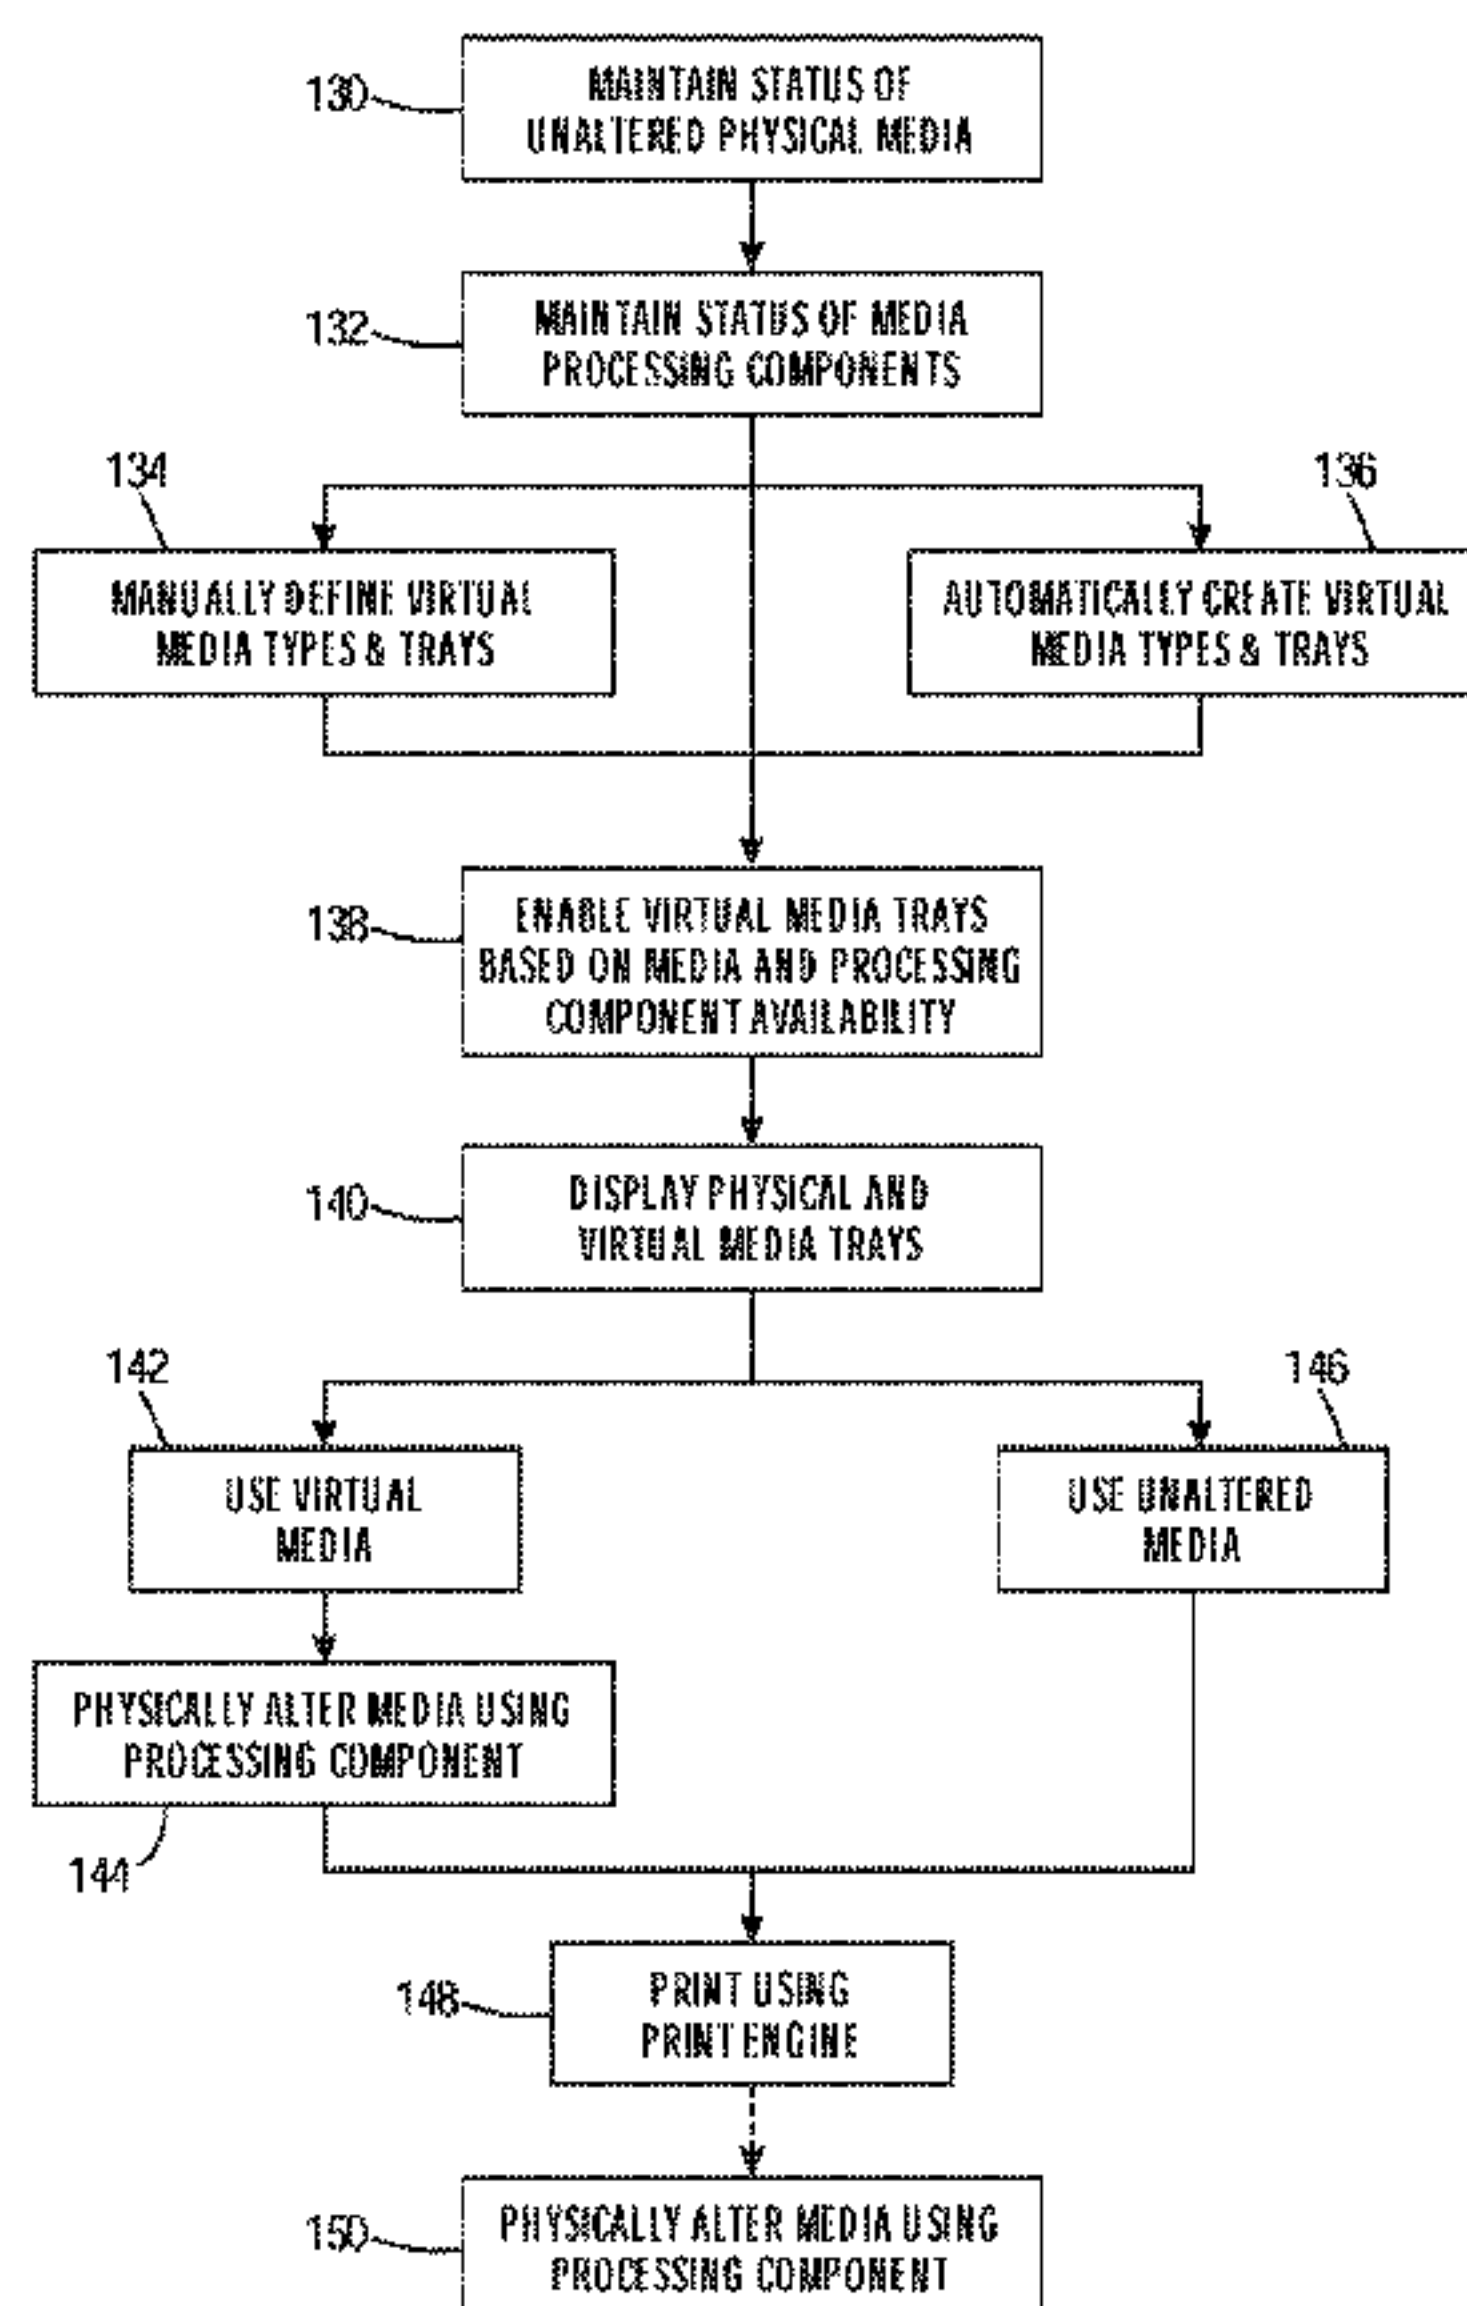 130
MAINTAIN STATUS OF
UNALTERED PHYSICAL MEDIA
132
MAINTAIN STATUS OF MEDIA
PROCESSING COMPONENTS
134
136
MANUALLY DEFINE VIRTUAL
MEDIA TYPES & TRAYS
AUTOMATICALLY CREATE VIRTUAL
MEDIA TYPES & TRAYS
138
ENABLE VIRTUAL MEDIA TRAYS
BASED ON MEDIA AND PROCESSING
COMPONENT AVAILABILITY
140
DISPLAY PHYSICAL AND
VIRTUAL MEDIA TRAYS
142
146
USE VIRTUAL
MEDIA
USE UNALTERED
MEDIA
PHYSICALLY ALTER MEDIA USING
PROCESSING COMPONENT
144
148
PRINT USING
PRINT ENGINE
150
PHYSICALLY ALTER MEDIA USING
PROCESSING COMPONENT